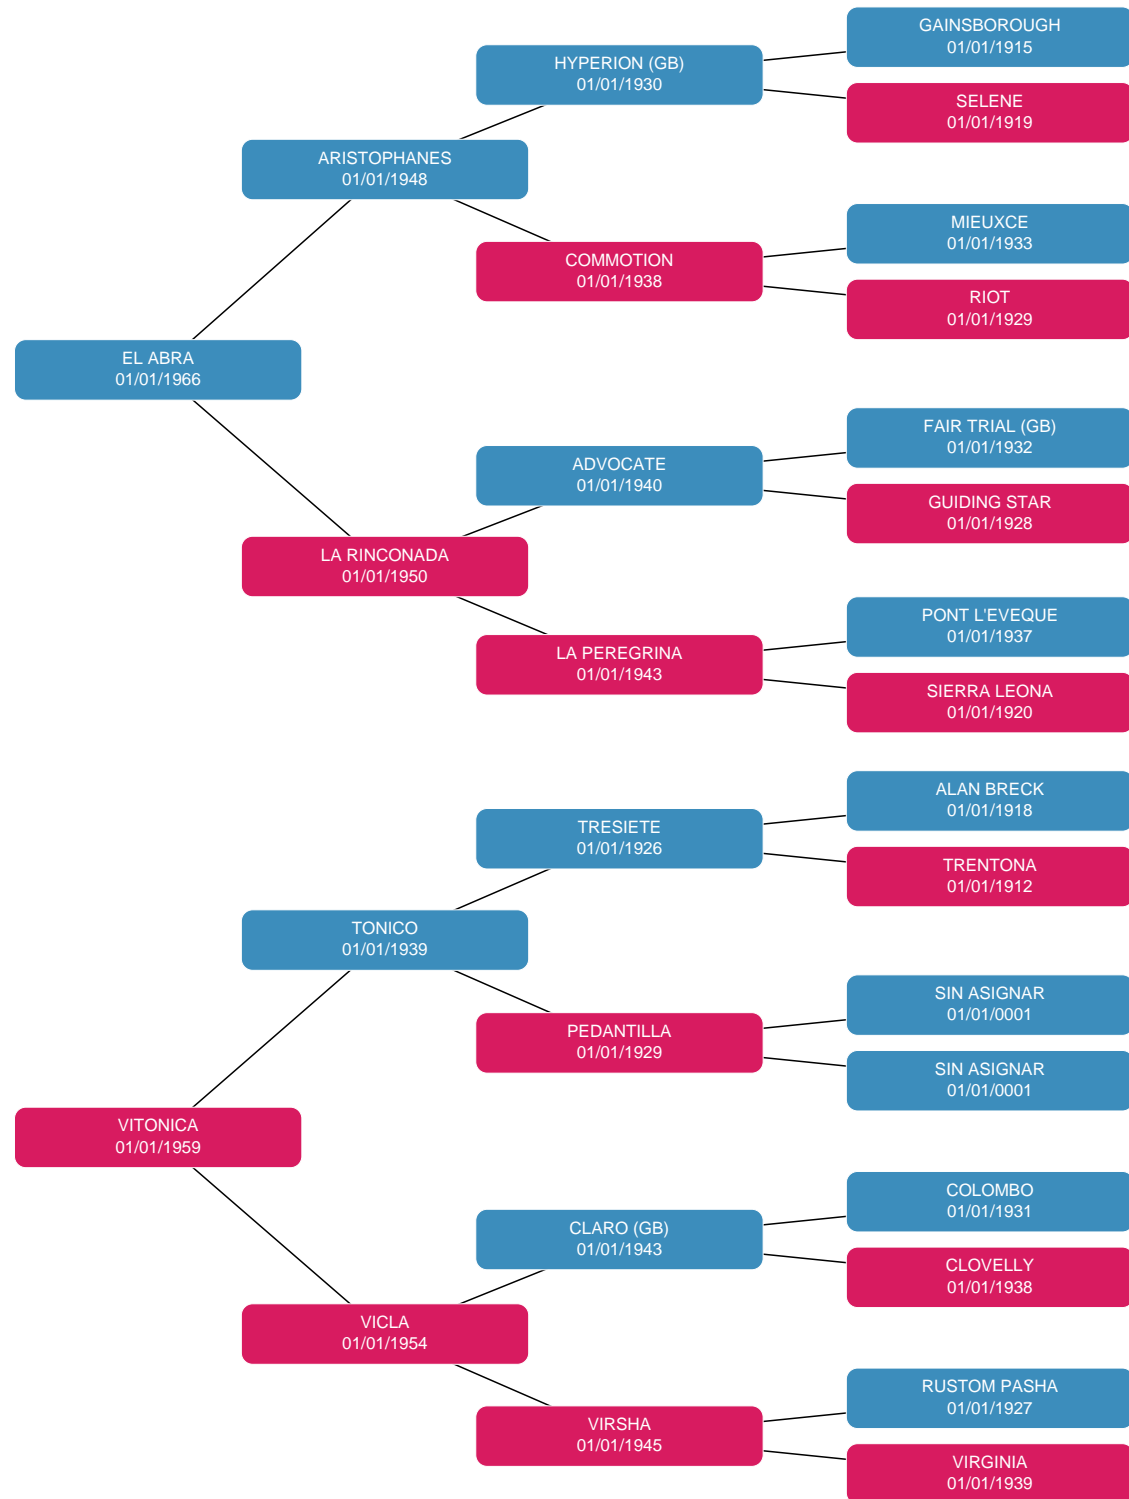 GAINSBOROUGH
01/01/1915
HYPERION (GB)
01/01/1930
SELENE
01/01/1919
ARISTOPHANES
01/01/1948
MIEUXCE
01/01/1933
COMMOTION
01/01/1938
RIOT
01/01/1929
EL ABRA
01/01/1966
FAIR TRIAL (GB)
01/01/1932
ADVOCATE
01/01/1940
GUIDING STAR
01/01/1928
LA RINCONADA
01/01/1950
PONT L'EVEQUE
01/01/1937
LA PEREGRINA
01/01/1943
SIERRA LEONA
01/01/1920
ALAN BRECK
01/01/1918
TRESIETE
01/01/1926
TRENTONA
01/01/1912
TONICO
01/01/1939
SIN ASIGNAR
01/01/0001
PEDANTILLA
01/01/1929
SIN ASIGNAR
01/01/0001
VITONICA
01/01/1959
COLOMBO
01/01/1931
CLARO (GB)
01/01/1943
CLOVELLY
01/01/1938
VICLA
01/01/1954
RUSTOM PASHA
01/01/1927
VIRSHA
01/01/1945
VIRGINIA
01/01/1939